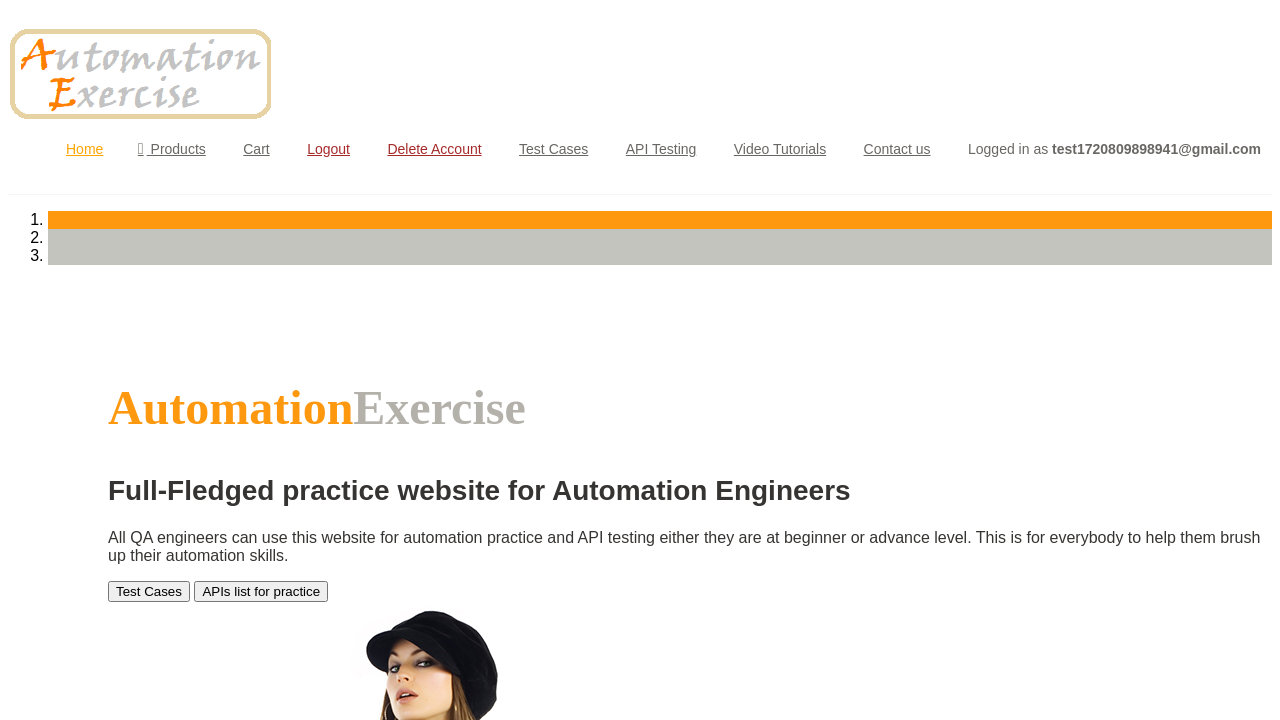 Automation
Exercise
Home Products Cart Logout Delete Account Test Cases API Testing Video Tutorials Contact us Logged in as test1720809898941@gmail.com
1.
2.
3.
AutomationExercise
Full-Fledged practice website for Automation Engineers
All QA engineers can use this website for automation practice and API testing either they are at beginner or advance level. This is for everybody to help them brush
up their automation skills.
Test Cases APIs list for practice